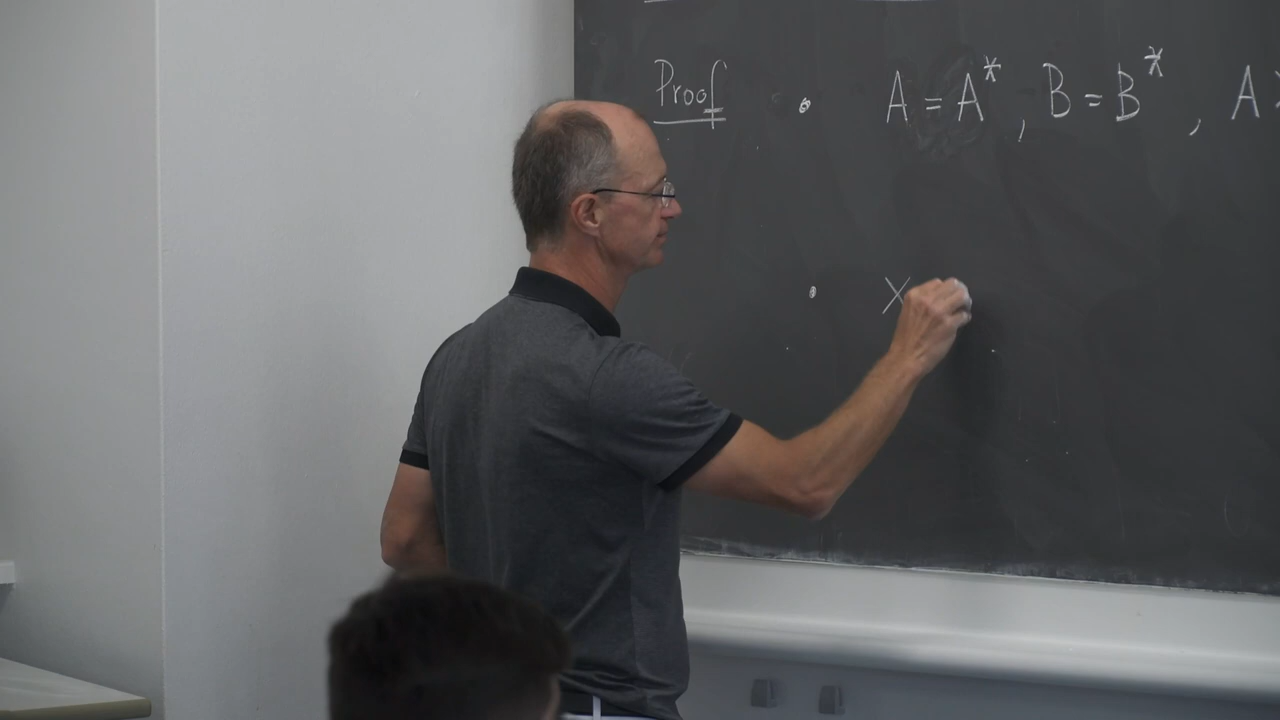 Proof • A = A* , B = B* , A
• X